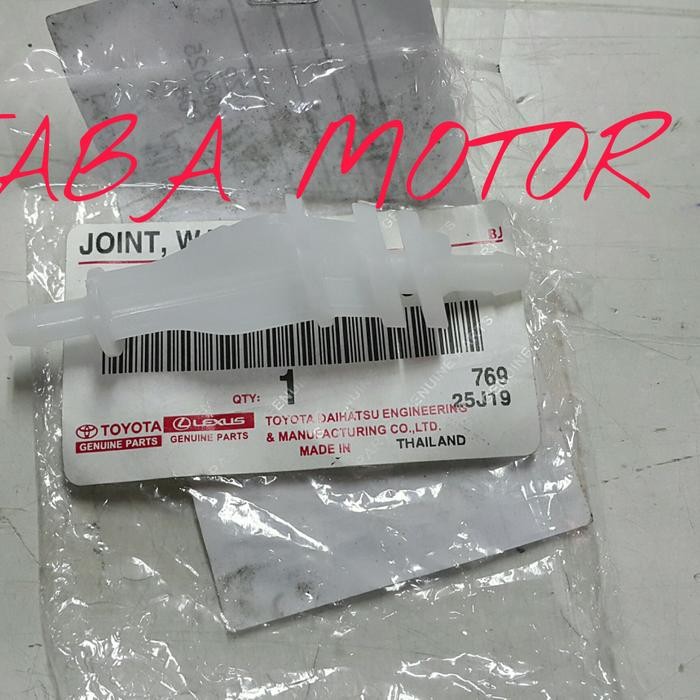 ABA MOTOR
JOINT, W
BJ
QTY: 1
769
25J19
TOYOTA
GENUINE PARTS
LEXUS
GENUINE PARTS
TOYOTA DAIHATSU ENGINEERING
& MANUFACTURING CO.,LTD.
MADE IN THAILAND